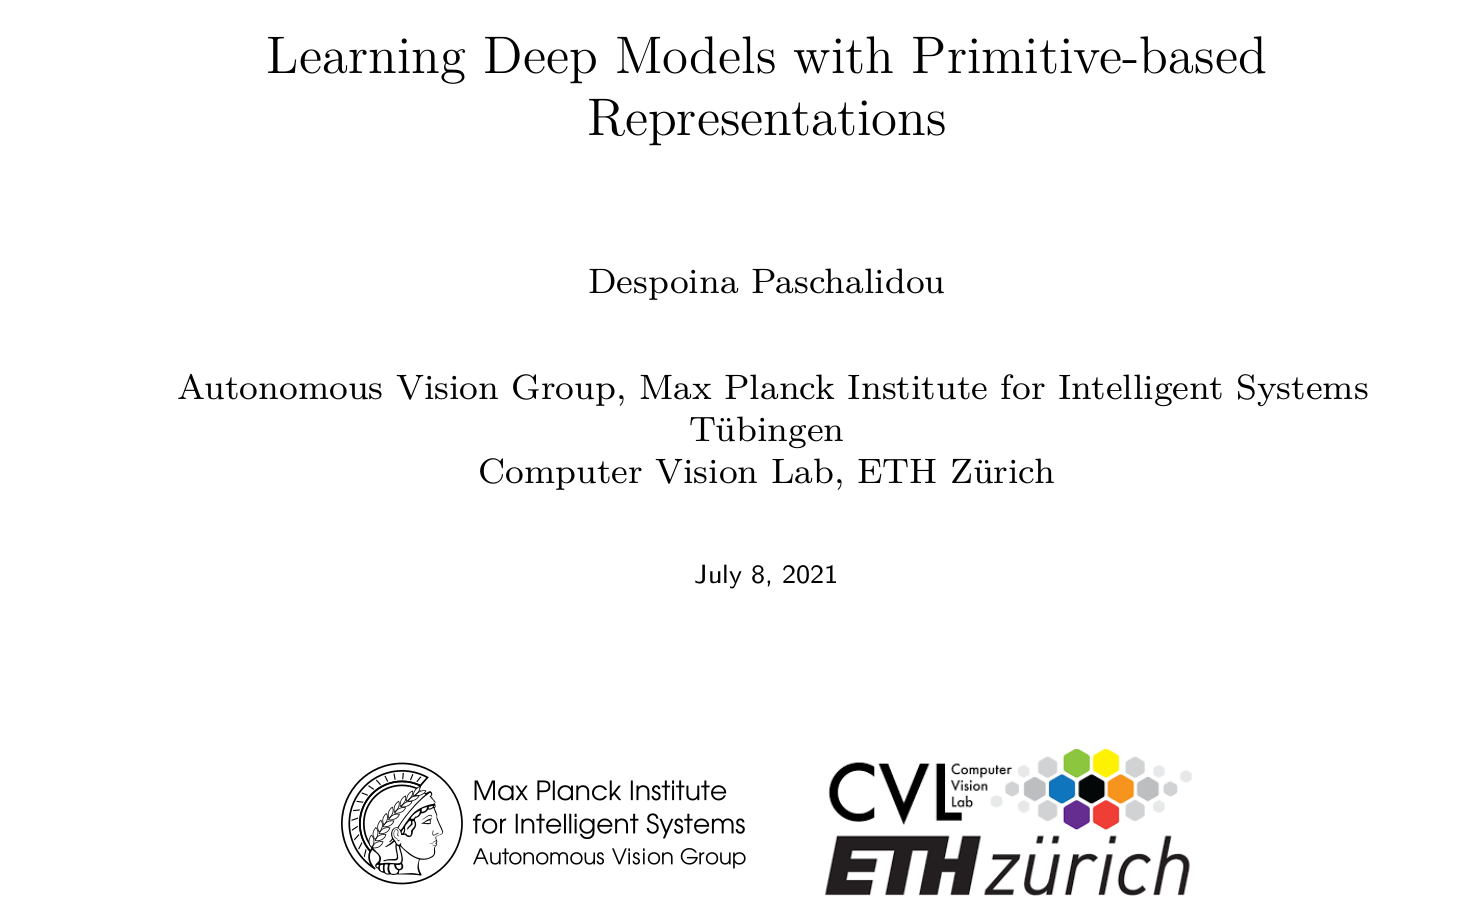 Learning Deep Models with Primitive-based
Representations
Despoina Paschalidou
Autonomous Vision Group, Max Planck Institute for Intelligent Systems
Tübingen
Computer Vision Lab, ETH Zürich
July 8, 2021
Max Planck Institute
for Intelligent Systems
Autonomous Vision Group
CVL
Computer
Vision
Lab
ETH zürich